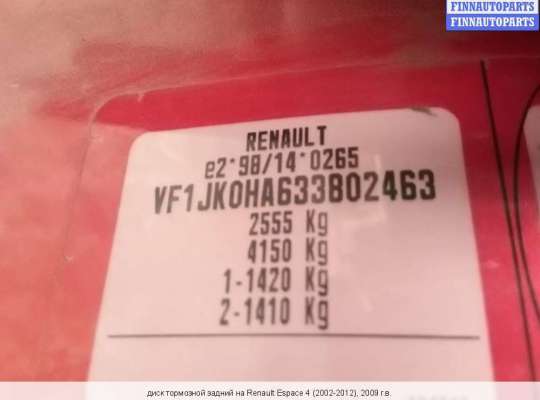 FINNAUTOPARTS
FINNAUTOPARTS
RENAULT
e2*98/14*0265
VF1JK0HA633802463
2555 Kg
4150 Kg
1-1420 Kg
2-1410 Kg
диск тормозной задний на Renault Espace 4 (2002-2012), 2009 г.в.